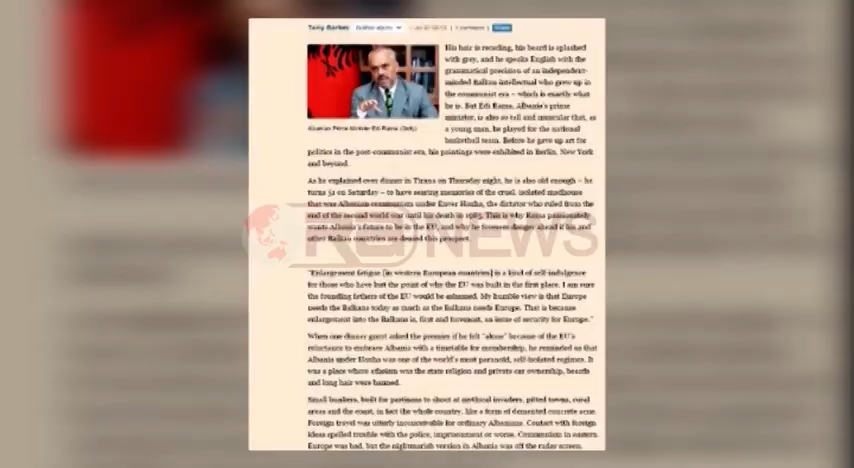 Tony Barber
His hair is receding, his beard is splashed
with grey, and he speaks English with the
grammatical precision of an independent-
minded Balkan intellectual who grew up in
the communist era – which is exactly what
he is. But Edi Rama, Albania's prime
minister, is also so tall and muscular that, as
a young man, he played for the national
basketball team. Before he gave up art for
politics in the post-communist era, his paintings were exhibited in Berlin, New York
and beyond.
Albanian Prime Minister Edi Rama (Getty)
As he explained over dinner in Tirana on Thursday night, he is also old enough – he
turns 51 on Saturday – to have searing memories of the cruel, isolated madhouse
that was Albanian communism under Enver Hoxha, the dictator who ruled from the
end of the second world war until his death in 1985. This is why Rama passionately
wants Albania's future to be in the EU, and why he foresees danger ahead if his and
other Balkan countries are denied this prospect.
NEWS
"Enlargement fatigue [in western European countries] is a kind of self-indulgence
for those who have lost the point of why the EU was built in the first place. I am sure
the founding fathers of the EU would be ashamed. My humble view is that Europe
needs the Balkans today as much as the Balkans needs Europe. That is because
enlargement into the Balkans is, first and foremost, an issue of security for Europe."
When one dinner guest asked the premier if he felt "alone" because of the EU's
reluctance to embrace Albania with a timetable for membership, he reminded us that
Albania under Hoxha was one of the world's most paranoid, self-isolated regimes. It
was a place where atheism was the state religion and private car ownership, beards
and long hair were banned.
Small bunkers, built for partisans to shoot at mythical invaders, pitted towns, rural
areas and the coast, in fact the whole country, like a form of demented concrete acne.
Foreign travel was utterly inconceivable for ordinary Albanians. Contact with foreign
ideas spelled trouble with the police, imprisonment or worse. Communism in eastern
Europe was bad, but the nightmarish version in Albania was off the radar screen.